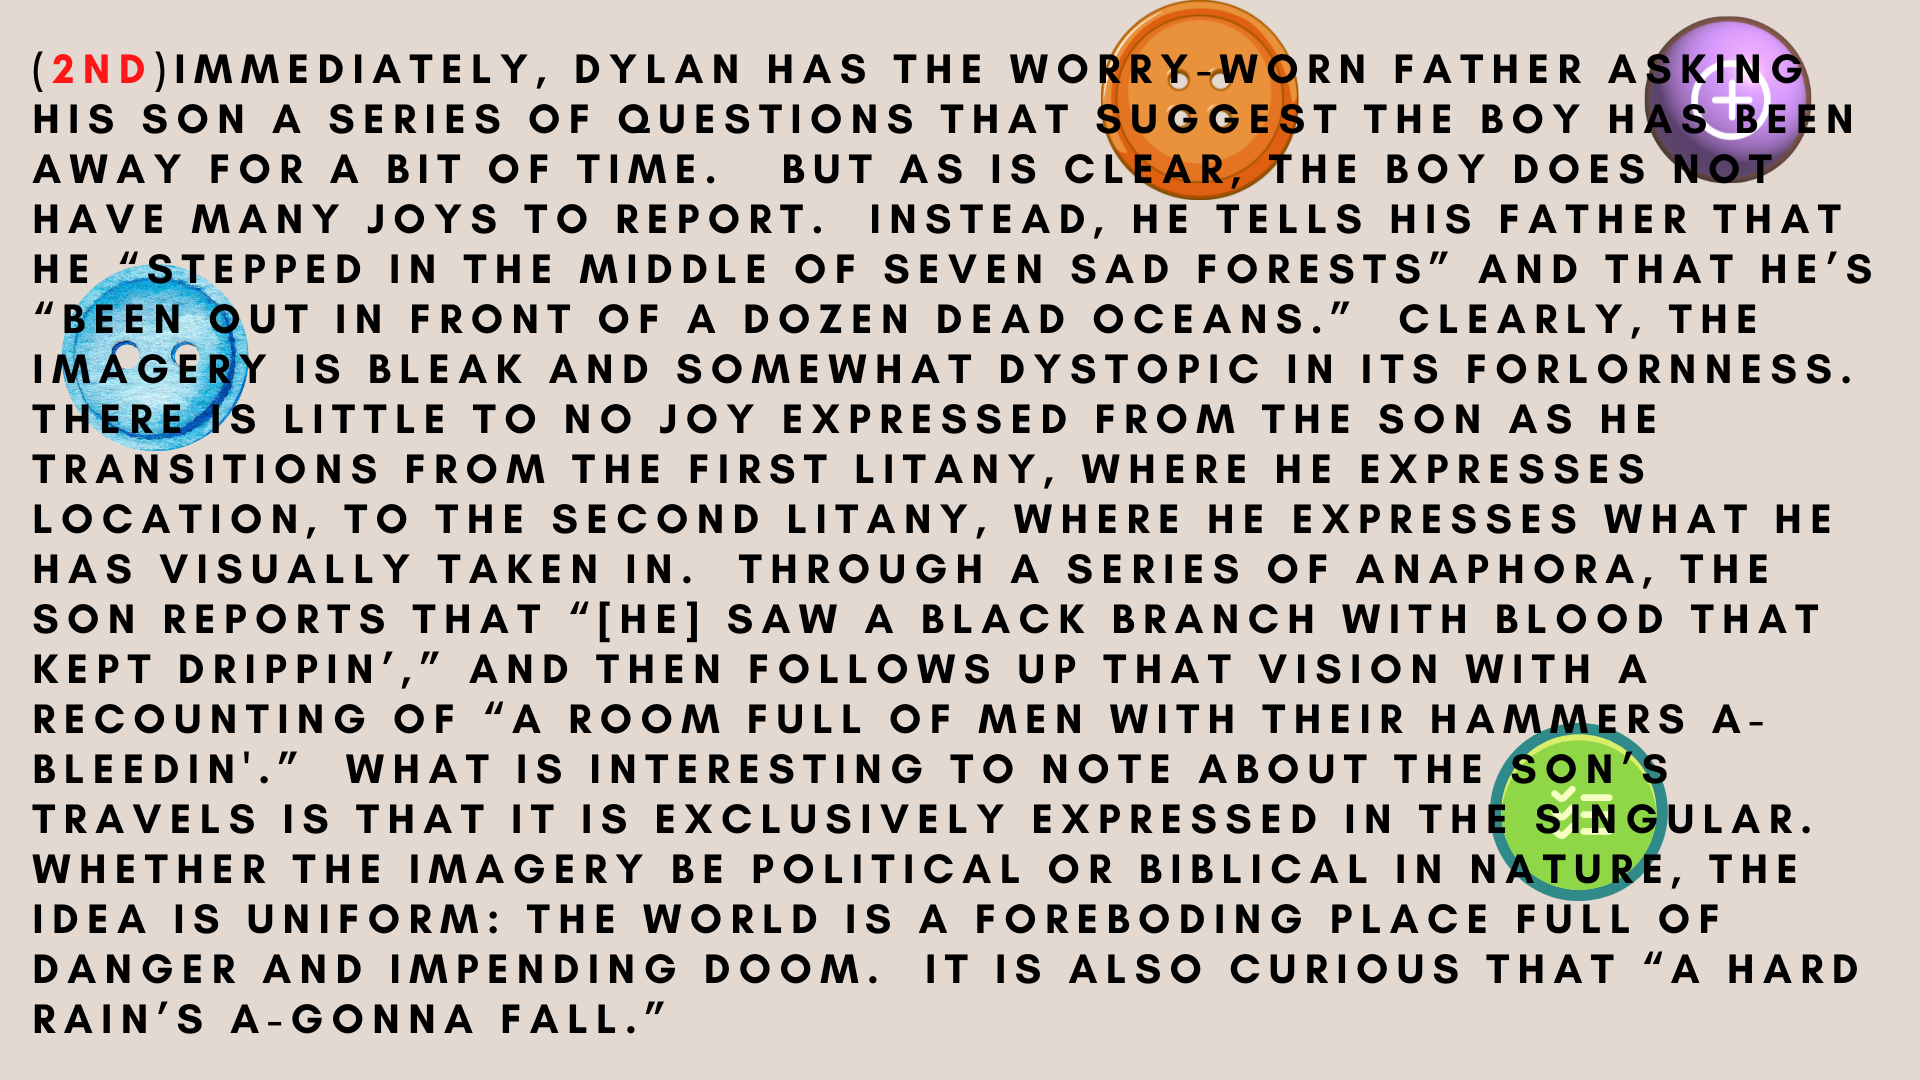 (2ND)IMMEDIATELY, DYLAN HAS THE WORRY-WORN FATHER ASKING
HIS SON A SERIES OF QUESTIONS THAT SUGGEST THE BOY HAS BEEN
AWAY FOR A BIT OF TIME.  BUT AS IS CLEAR, THE BOY DOES NOT
HAVE MANY JOYS TO REPORT.  INSTEAD, HE TELLS HIS FATHER THAT
HE “STEPPED IN THE MIDDLE OF SEVEN SAD FORESTS” AND THAT HE’S
“BEEN OUT IN FRONT OF A DOZEN DEAD OCEANS.”  CLEARLY, THE
IMAGERY IS BLEAK AND SOMEWHAT DYSTOPIC IN ITS FORLORNNESS.
THERE IS LITTLE TO NO JOY EXPRESSED FROM THE SON AS HE
TRANSITIONS FROM THE FIRST LITANY, WHERE HE EXPRESSES
LOCATION, TO THE SECOND LITANY, WHERE HE EXPRESSES WHAT HE
HAS VISUALLY TAKEN IN.  THROUGH A SERIES OF ANAPHORA, THE
SON REPORTS THAT “[HE] SAW A BLACK BRANCH WITH BLOOD THAT
KEPT DRIPPIN’,” AND THEN FOLLOWS UP THAT VISION WITH A
RECOUNTING OF “A ROOM FULL OF MEN WITH THEIR HAMMERS A-
BLEEDIN'.”  WHAT IS INTERESTING TO NOTE ABOUT THE SON’S
TRAVELS IS THAT IT IS EXCLUSIVELY EXPRESSED IN THE SINGULAR.
WHETHER THE IMAGERY BE POLITICAL OR BIBLICAL IN NATURE, THE
IDEA IS UNIFORM: THE WORLD IS A FOREBODING PLACE FULL OF
DANGER AND IMPENDING DOOM.  IT IS ALSO CURIOUS THAT “A HARD
RAIN’S A-GONNA FALL.”